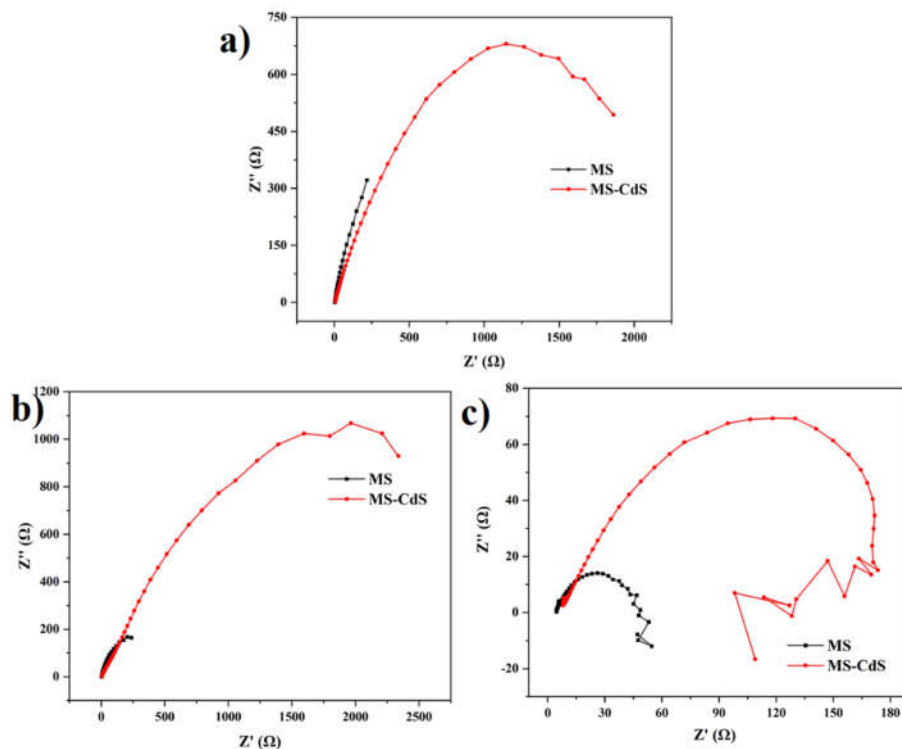 a)
750
600
450
300
150
0
Z'' (Ω)
MS
MS-CdS
0 500 1000 1500 2000
Z' (Ω)
b)
1200
1000
800
600
400
200
0
Z'' (Ω)
MS
MS-CdS
0 500 1000 1500 2000 2500
Z' (Ω)
c)
80
60
40
20
0
-20
Z'' (Ω)
MS
MS-CdS
0 30 60 90 120 150 180
Z' (Ω)